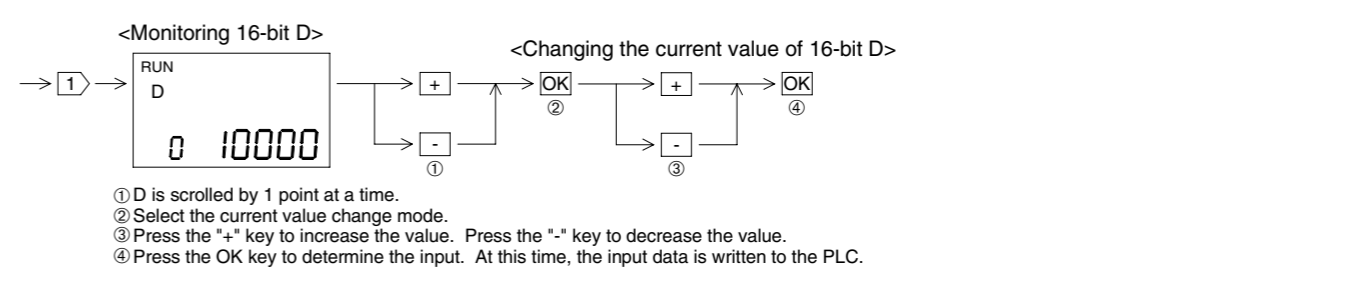 <Monitoring 16-bit D>
<Changing the current value of 16-bit D>
1
RUN
D
0 10000
+
-
①
OK
②
+
-
③
OK
④
①D is scrolled by 1 point at a time.
②Select the current value change mode.
③Press the "+" key to increase the value.  Press the "-" key to decrease the value.
④Press the OK key to determine the input.  At this time, the input data is written to the PLC.